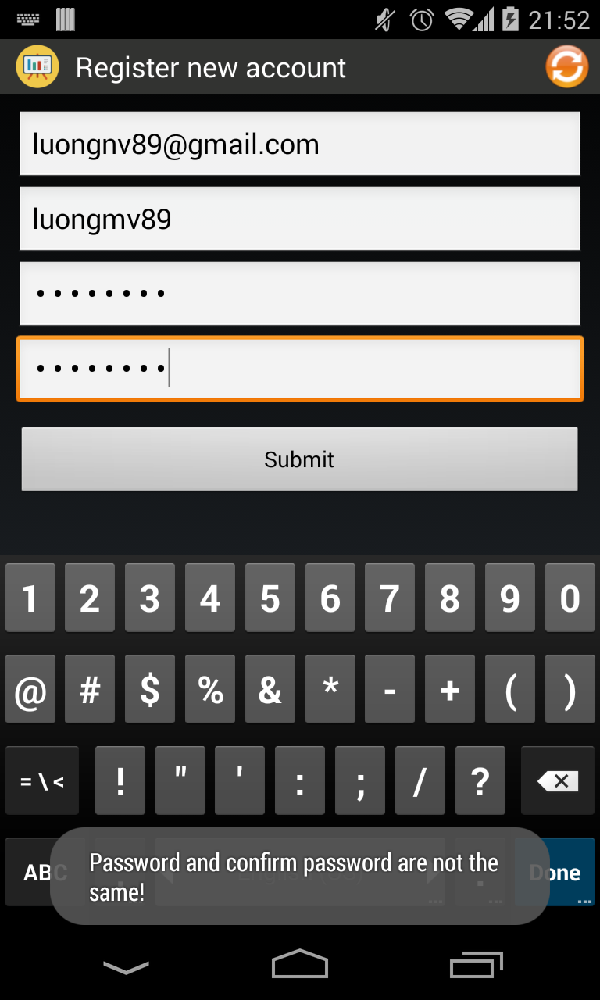 21:52
Register new account
luongnv89@gmail.com
luongmv89
••••••••
••••••••
Submit
1 2 3 4 5 6 7 8 9 0
@ # $ % & * - + ( )
= \ < ! " ' : ; / ?
ABC Done
Password and confirm password are not the
same!